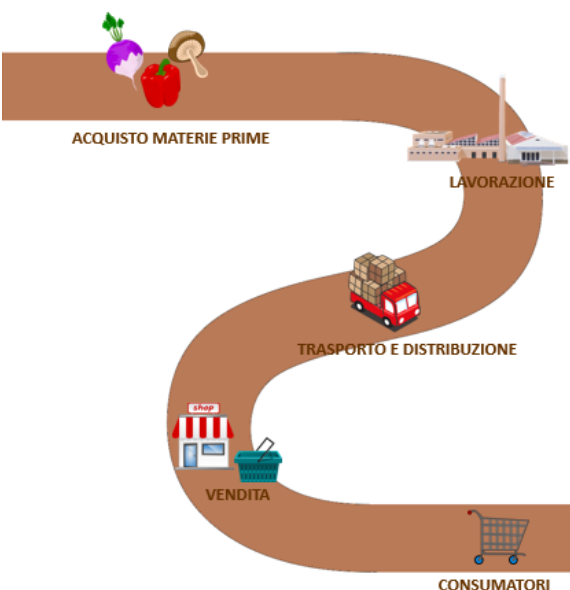 ACQUISTO MATERIE PRIME
LAVORAZIONE
TRASPORTO E DISTRIBUZIONE
shop
VENDITA
CONSUMATORI